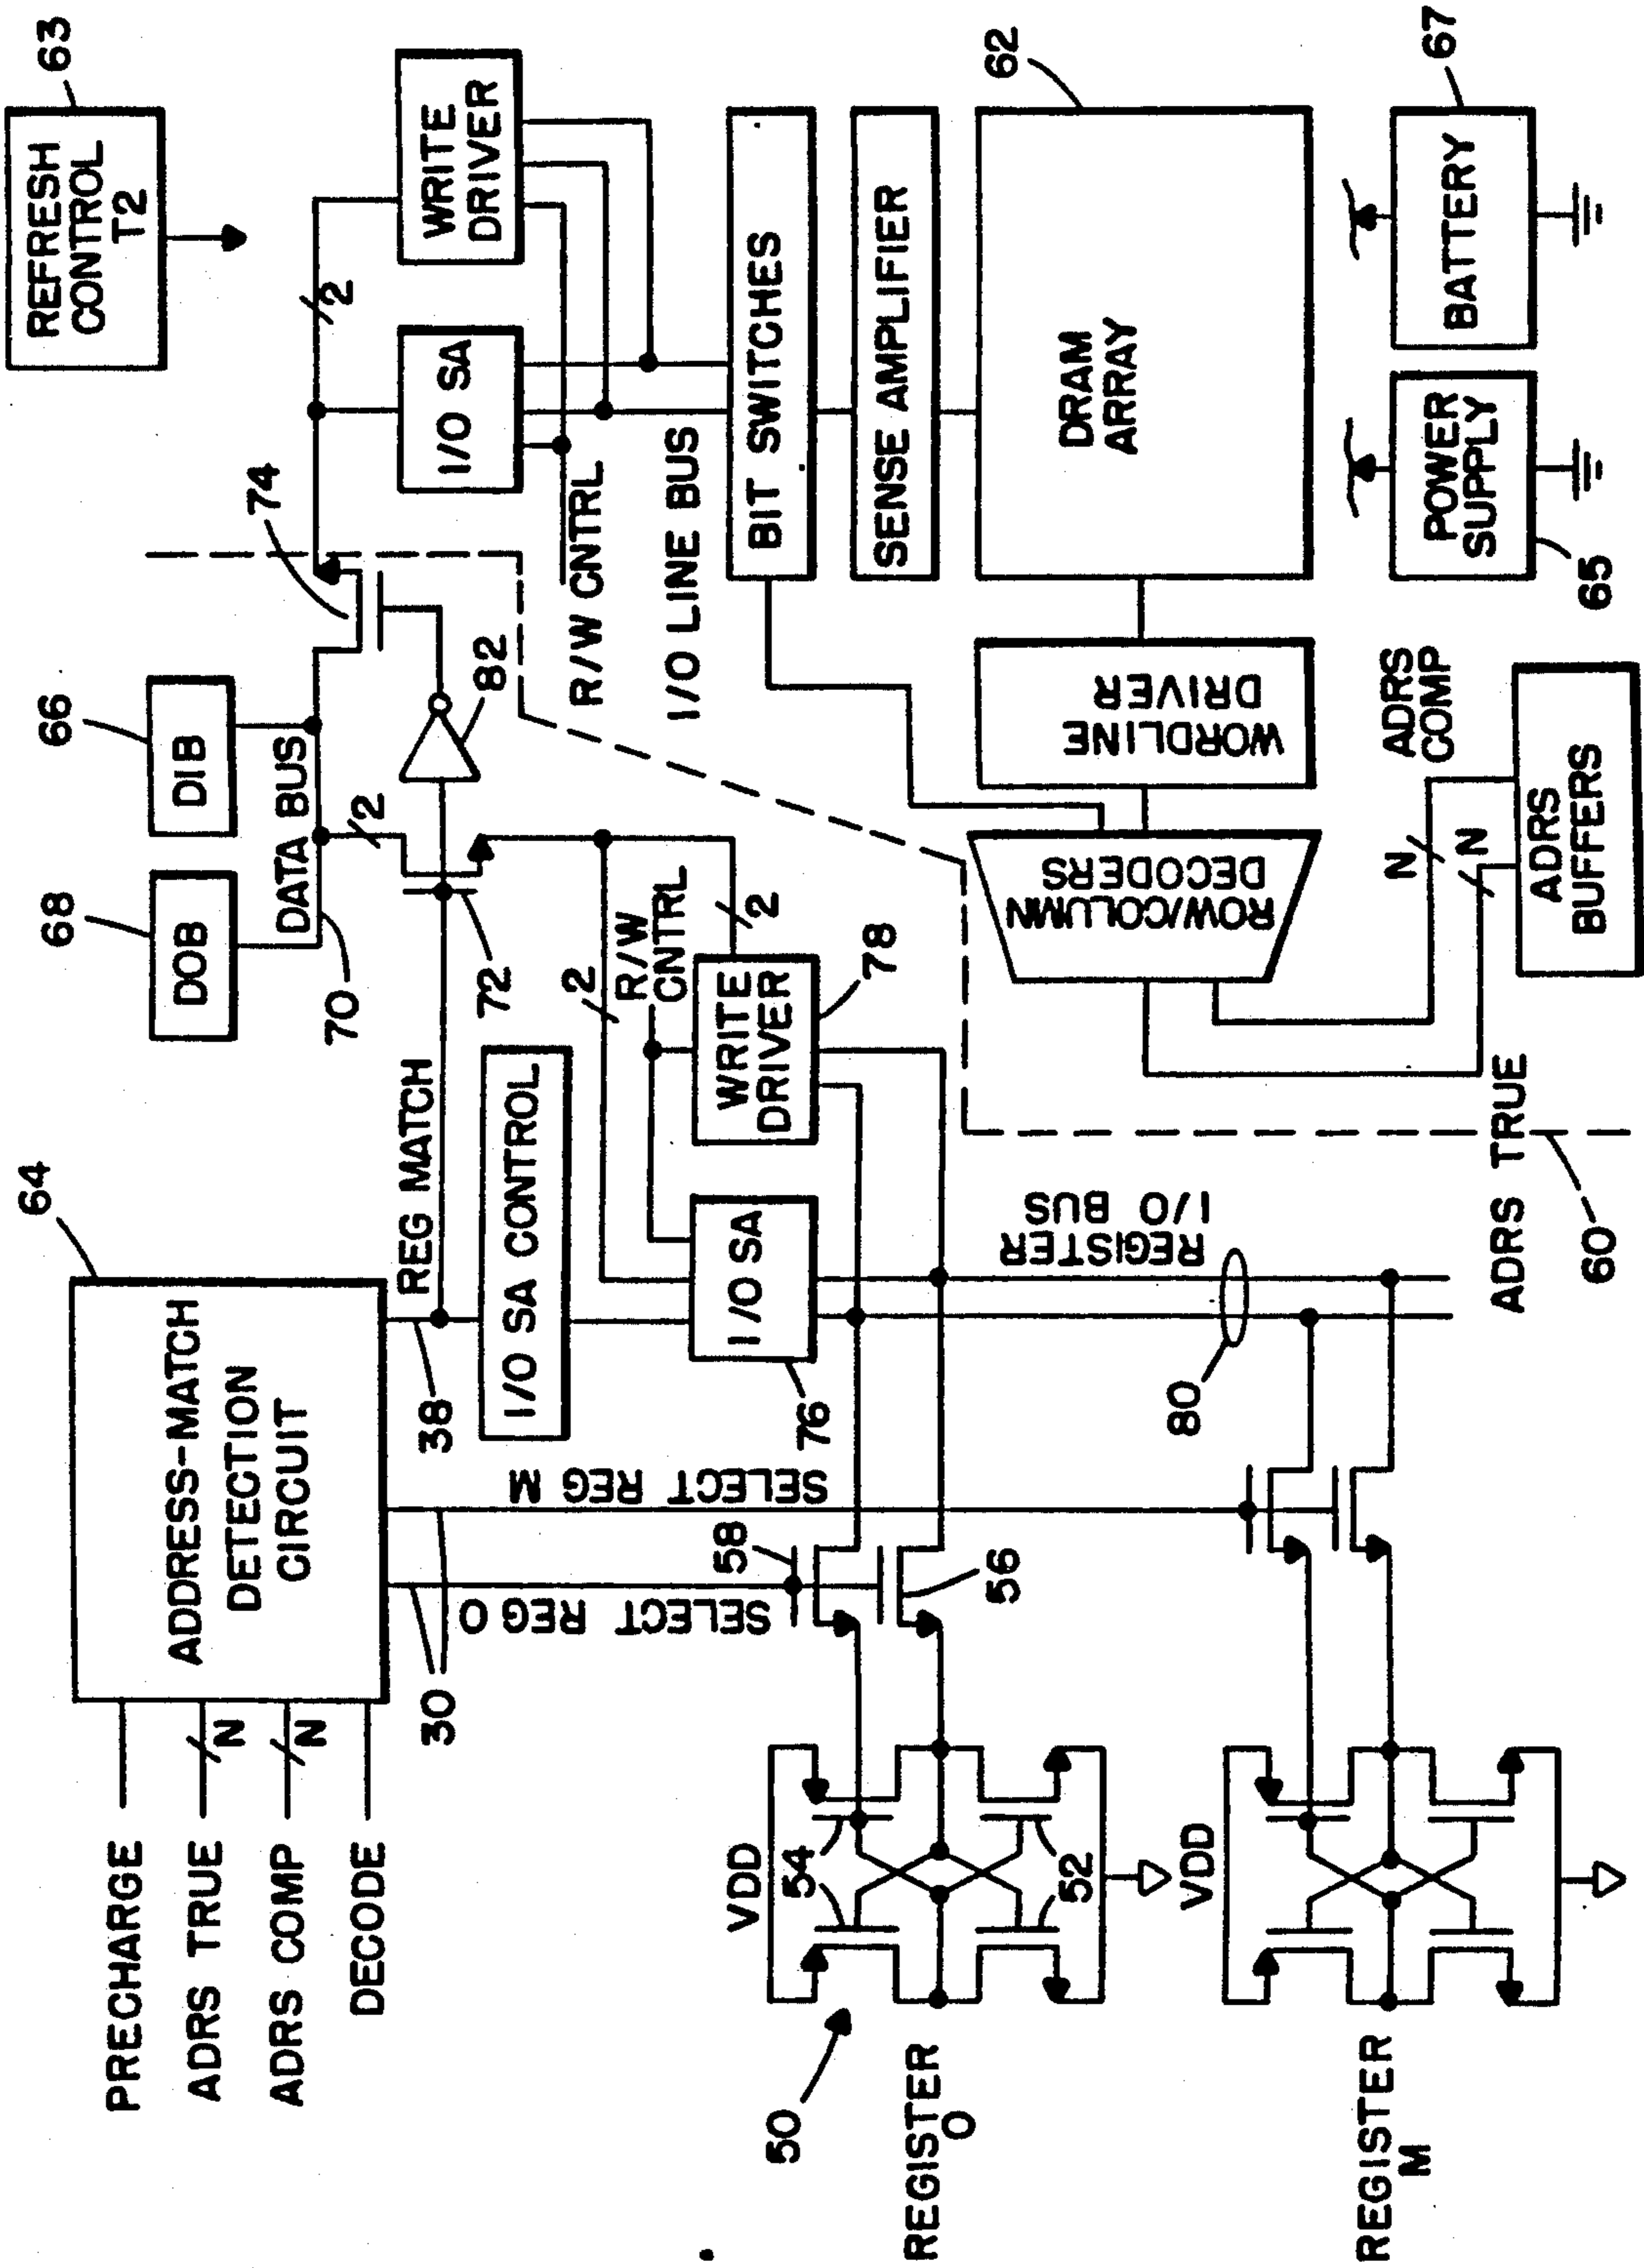 PRECHARGE
ADRS TRUE
N
ADRS COMP
N
DECODE
ADDRESS-MATCH
DETECTION
CIRCUIT
64
30
38
REG MATCH
I/O SA CONTROL
SELECT REG O
SELECT REG M
58
56
68
DOB
66
DIB
DATA BUS
70
2
72
82
74
2
2
R/W
CNTRL
I/O SA
76
WRITE
DRIVER
78
2
REGISTER
I/O BUS
80
50
VDD
54
52
REGISTER
O
VDD
REGISTER
M
REFRESH
CONTROL
T2
63
WRITE
DRIVER
I/O SA
R/W CNTRL
I/O LINE BUS
BIT SWITCHES
SENSE AMPLIFIER
DRAM
ARRAY
62
WORDLINE
DRIVER
ROW/COLUMN
DECODERS
ADRS
COMP
N
N
ADRS
BUFFERS
ADRS TRUE
60
POWER
SUPPLY
65
BATTERY
67